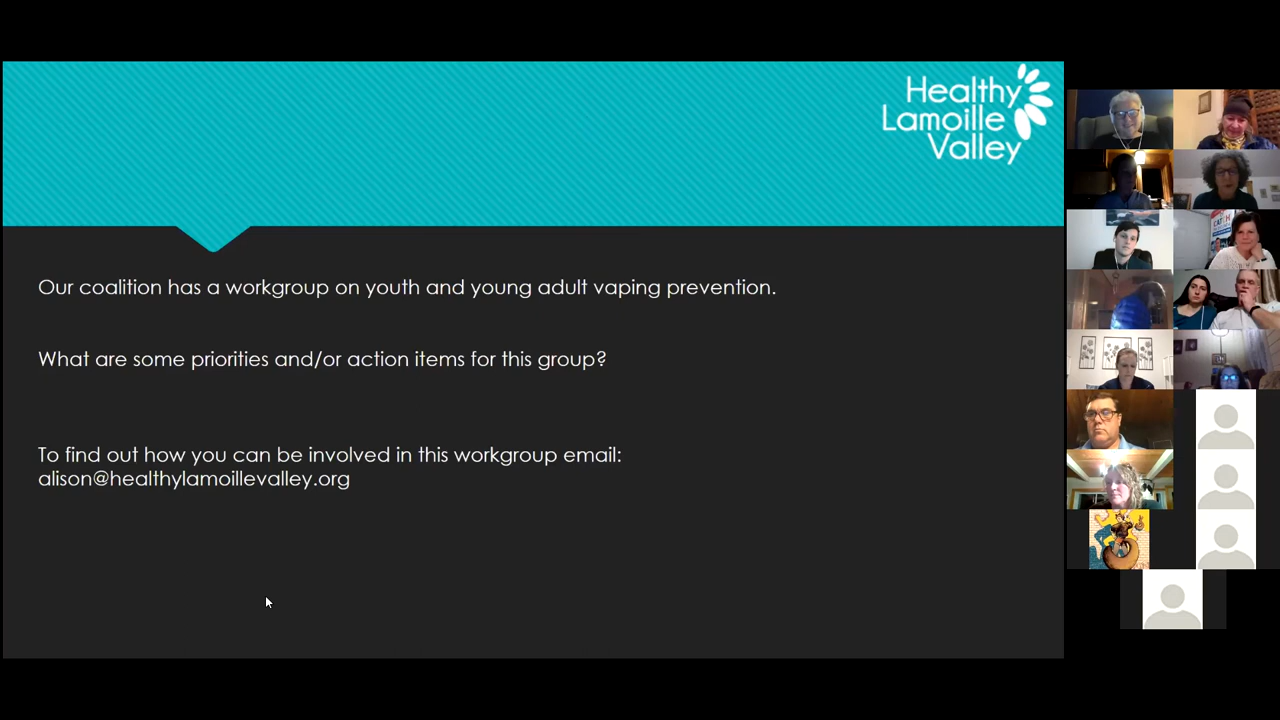 Healthy
Lamoille
Valley
Our coalition has a workgroup on youth and young adult vaping prevention.
What are some priorities and/or action items for this group?
To find out how you can be involved in this workgroup email:
alison@healthylamoillevalley.org
CATCH